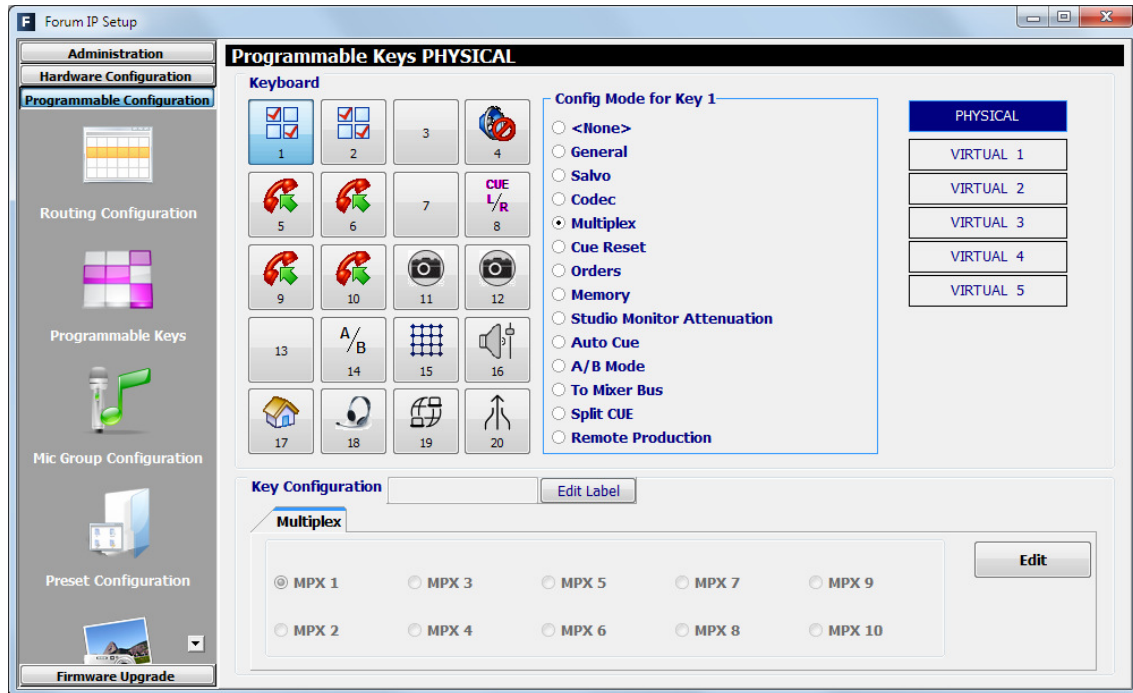 Forum IP Setup
Administration
Hardware Configuration
Programmable Configuration
Routing Configuration
Programmable Keys
Mic Group Configuration
Preset Configuration
Firmware Upgrade
Programmable Keys PHYSICAL
Keyboard
1 2 3 4
CUE
L/R
5 6 7 8
9 10 11 12
A/B
13 14 15 16
17 18 19 20
Config Mode for Key 1
<None>
General
Salvo
Codec
Multiplex
Cue Reset
Orders
Memory
Studio Monitor Attenuation
Auto Cue
A/B Mode
To Mixer Bus
Split CUE
Remote Production
PHYSICAL
VIRTUAL 1
VIRTUAL 2
VIRTUAL 3
VIRTUAL 4
VIRTUAL 5
Key Configuration Edit Label
Multiplex
MPX 1 MPX 3 MPX 5 MPX 7 MPX 9
MPX 2 MPX 4 MPX 6 MPX 8 MPX 10
Edit